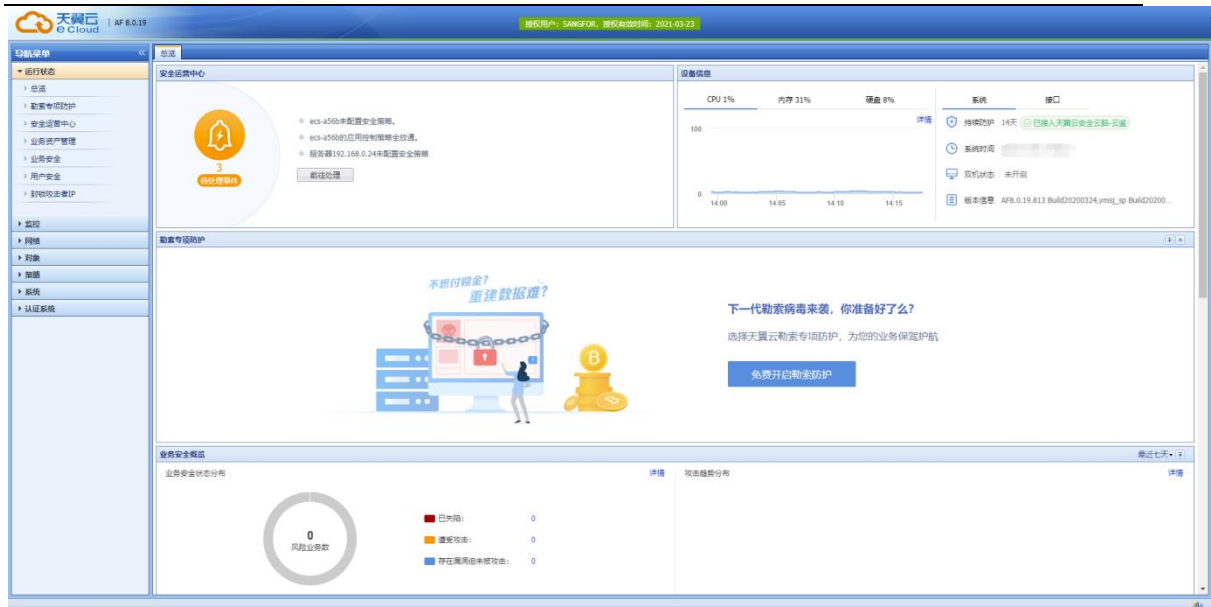 天翼云
e Cloud
AF 8.0.19
授权用户: SANGFOR, 授权有效时间: 2021-03-23
导航菜单
总览
运行状态
总览
勒索专项防护
安全运营中心
业务资产管理
业务安全
用户安全
封锁攻击者IP
监控
网络
对象
策略
系统
认证系统
安全运营中心
3
待处理事件
ecs-a56b未配置安全策略。
ecs-a56b的应用控制策略全放通。
服务器192.168.0.24未配置安全策略
前往处理
设备信息
CPU 1% 内存 31% 硬盘 8%
详情
100
0
14:00 14:05 14:10 14:15
系统 接口
持续防护 14天 已接入天翼云安全云脑-云鉴
系统时间
双机状态 未开启
版本信息 AF8.0.19.813 Build20200324,ymsj_sp Build20200...
勒索专项防护
不想付赎金?
重建数据难?
下一代勒索病毒来袭，你准备好了么?
选择天翼云勒索专项防护，为您的业务保驾护航
免费开启勒索防护
业务安全概览
最近七天
业务安全状态分布 详情
0
风险业务数
已失陷: 0
遭受攻击: 0
存在漏洞但未被攻击: 0
攻击趋势分布 详情